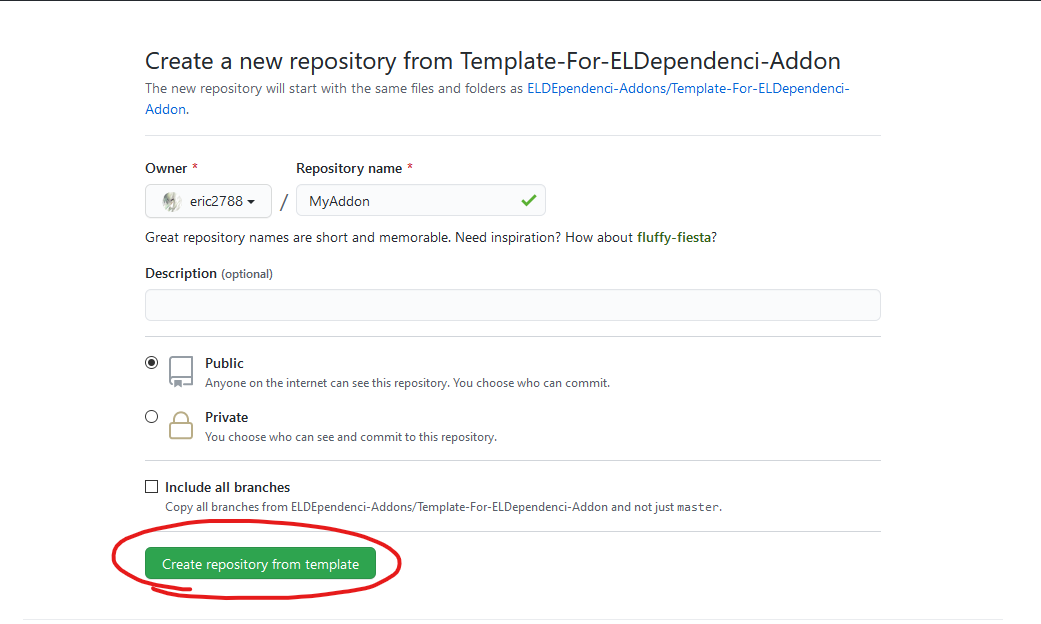 Create a new repository from Template-For-ELDependenci-Addon
The new repository will start with the same files and folders as ELDEpendenci-Addons/Template-For-ELDependenci-
Addon.
Owner *
Repository name *
eric2788
/
MyAddon
Great repository names are short and memorable. Need inspiration? How about fluffy-fiesta?
Description (optional)
Public
Anyone on the internet can see this repository. You choose who can commit.
Private
You choose who can see and commit to this repository.
Include all branches
Copy all branches from ELDEpendenci-Addons/Template-For-ELDependenci-Addon and not just master.
Create repository from template